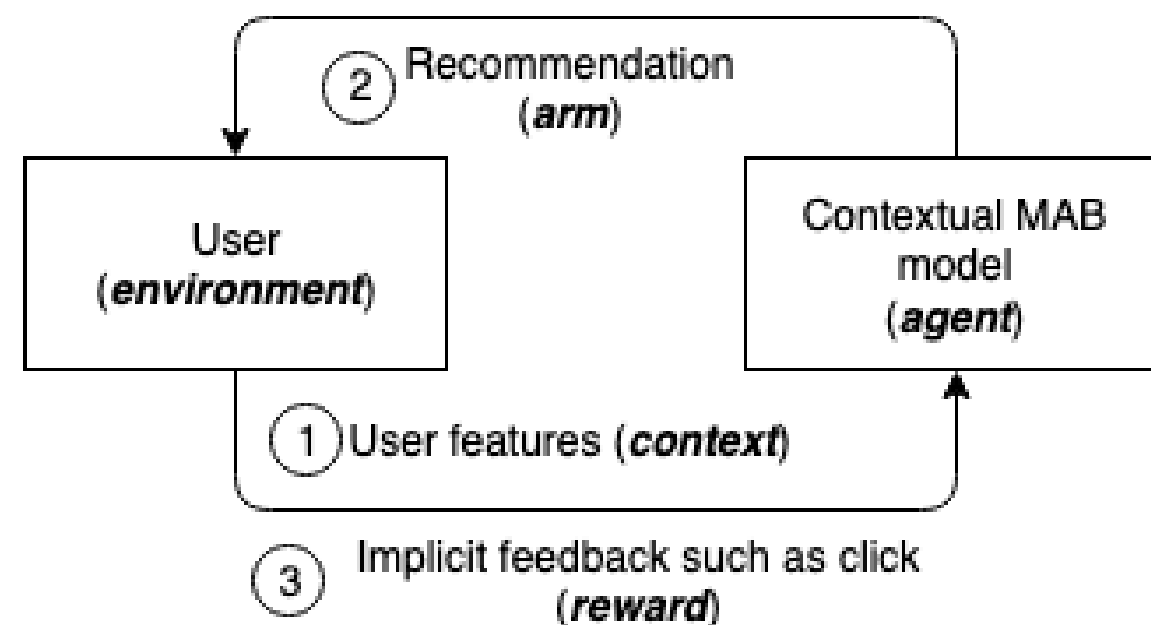 2 Recommendation
(arm)
User
(environment)
Contextual MAB
model
(agent)
1 User features (context)
3 Implicit feedback such as click
(reward)